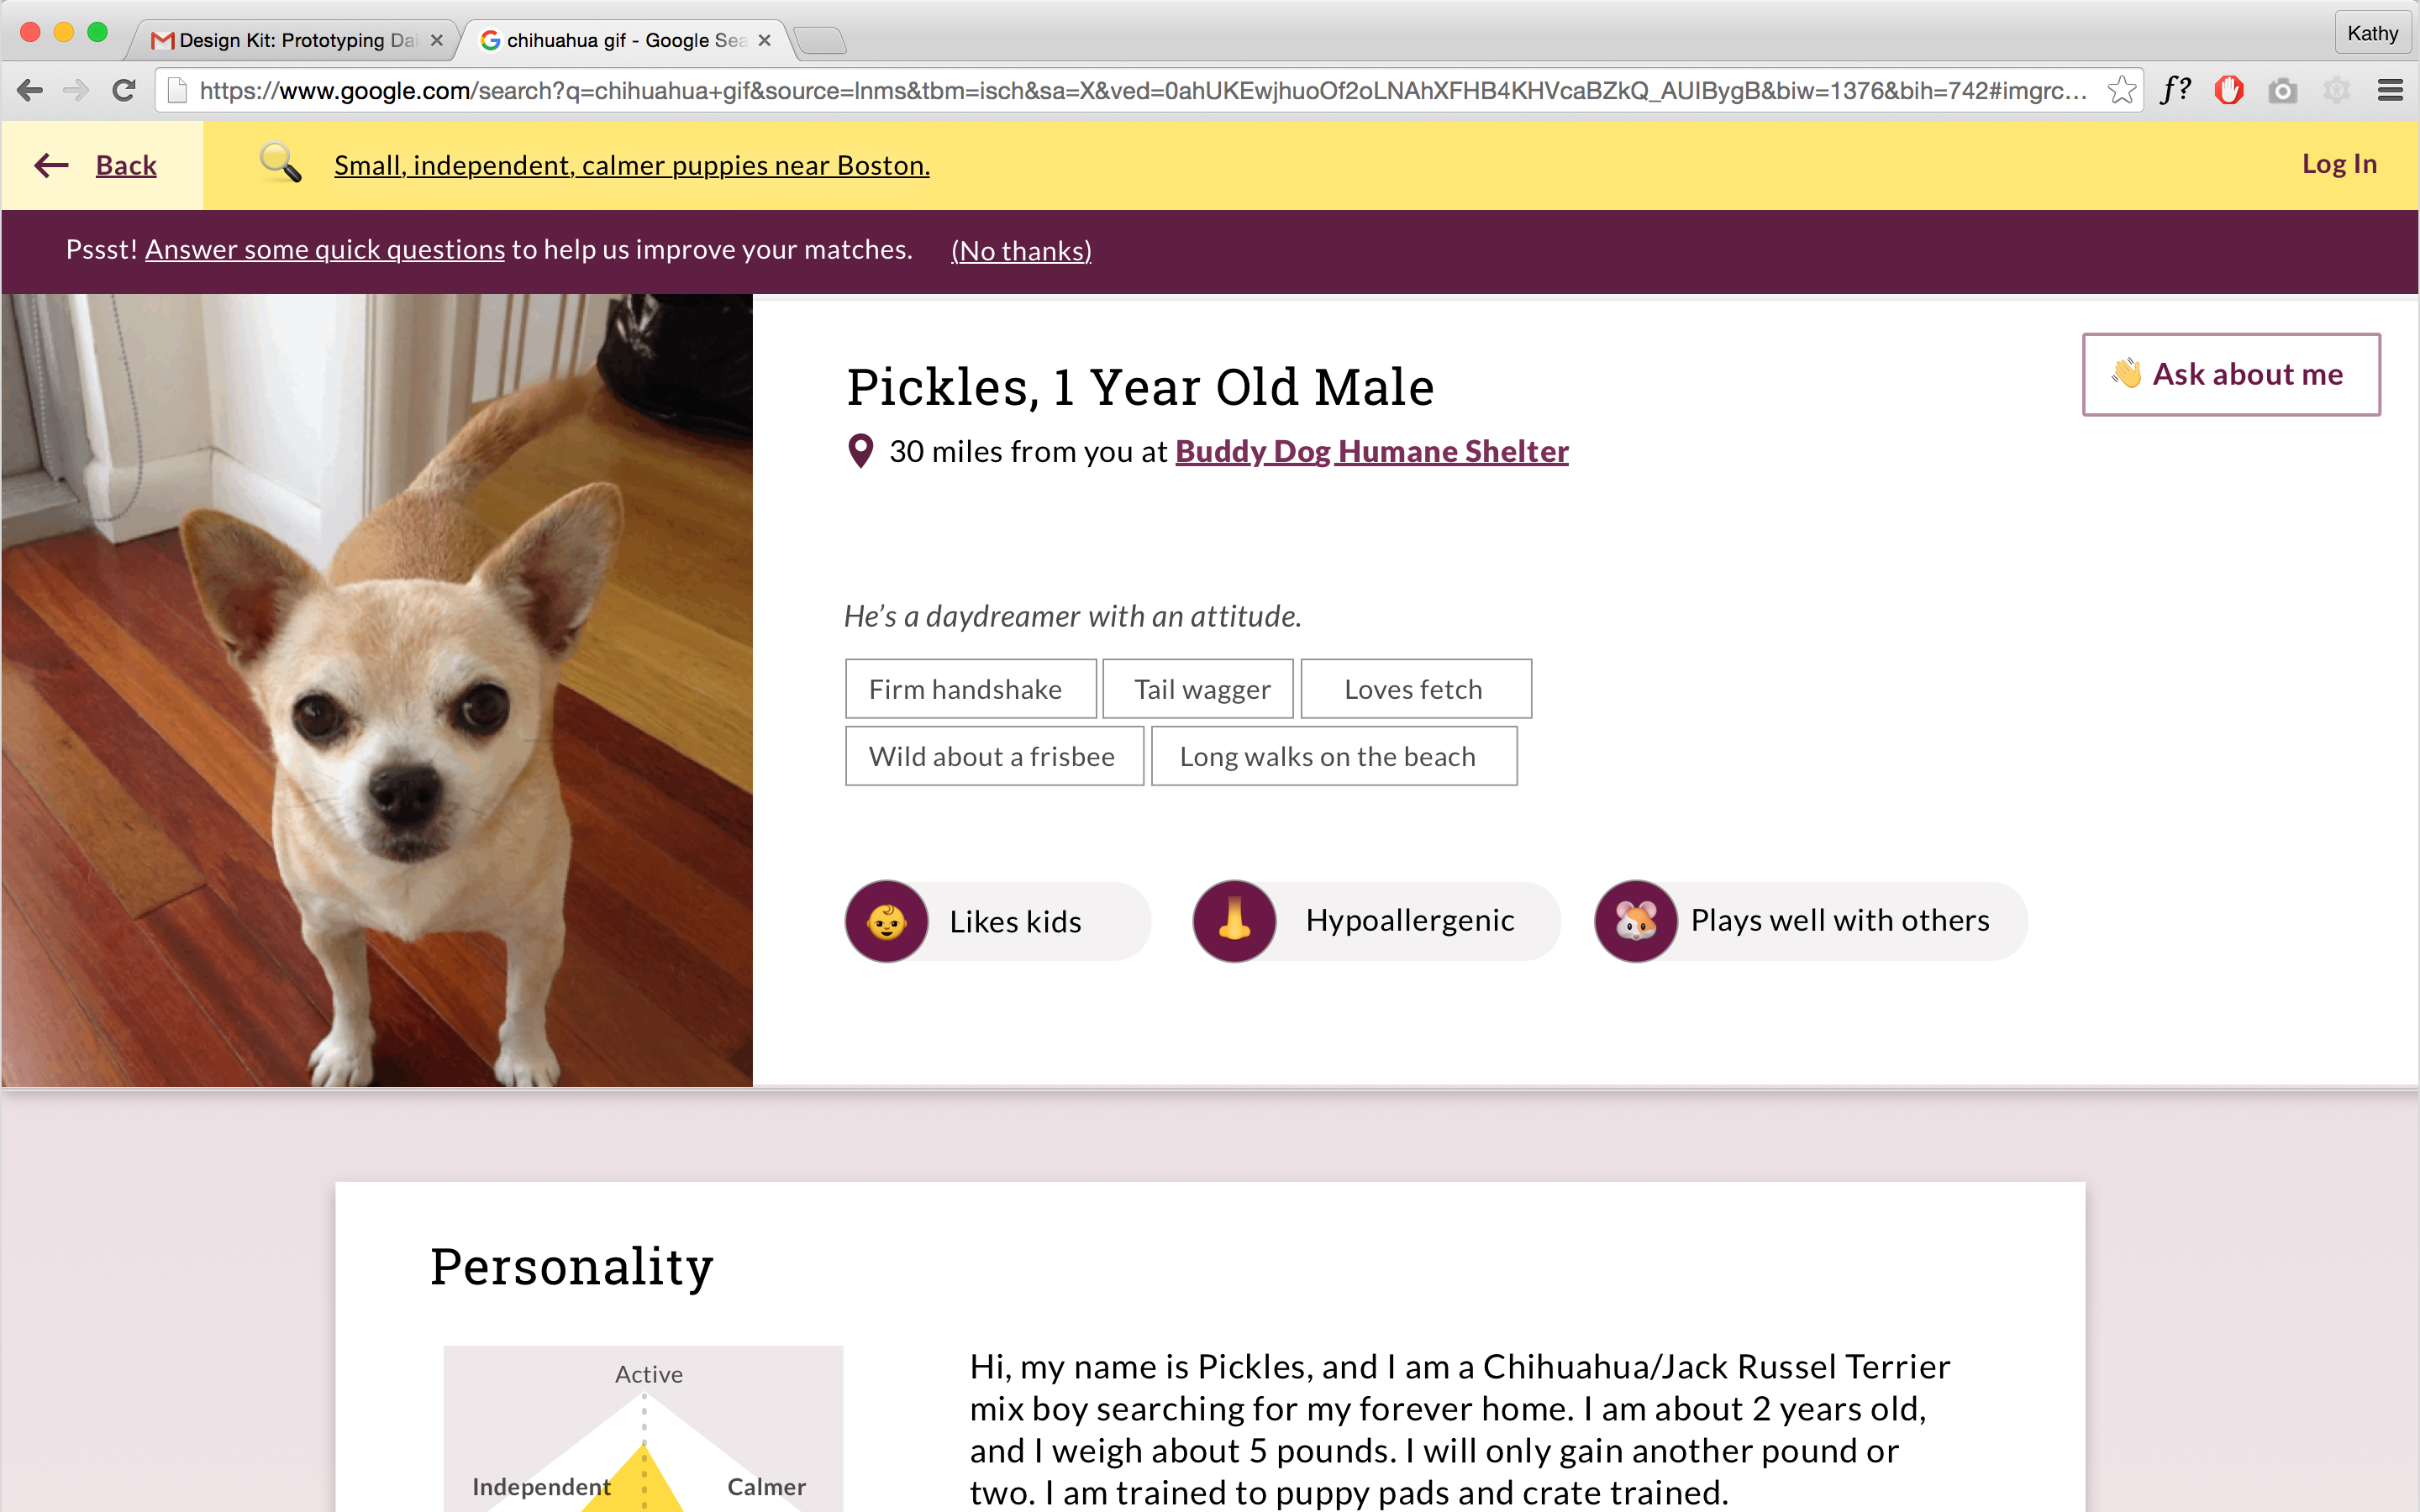 Design Kit: Prototyping Dai
chihuahua gif - Google Sea
Kathy
https://www.google.com/search?q=chihuahua+gif&source=lnms&tbm=isch&sa=X&ved=0ahUKEwjhuoOf2oLNAhXFHB4KHVcaBZkQ_AUIBygB&biw=1376&bih=742#imgrc...
f?
Back
Small, independent, calmer puppies near Boston.
Log In
Pssst! Answer some quick questions to help us improve your matches. (No thanks)
Pickles, 1 Year Old Male
Ask about me
30 miles from you at Buddy Dog Humane Shelter
He’s a daydreamer with an attitude.
Firm handshake Tail wagger Loves fetch
Wild about a frisbee Long walks on the beach
Likes kids Hypoallergenic Plays well with others
Personality
Active
Independent Calmer
Hi, my name is Pickles, and I am a Chihuahua/Jack Russel Terrier
mix boy searching for my forever home. I am about 2 years old,
and I weigh about 5 pounds. I will only gain another pound or
two. I am trained to puppy pads and crate trained.